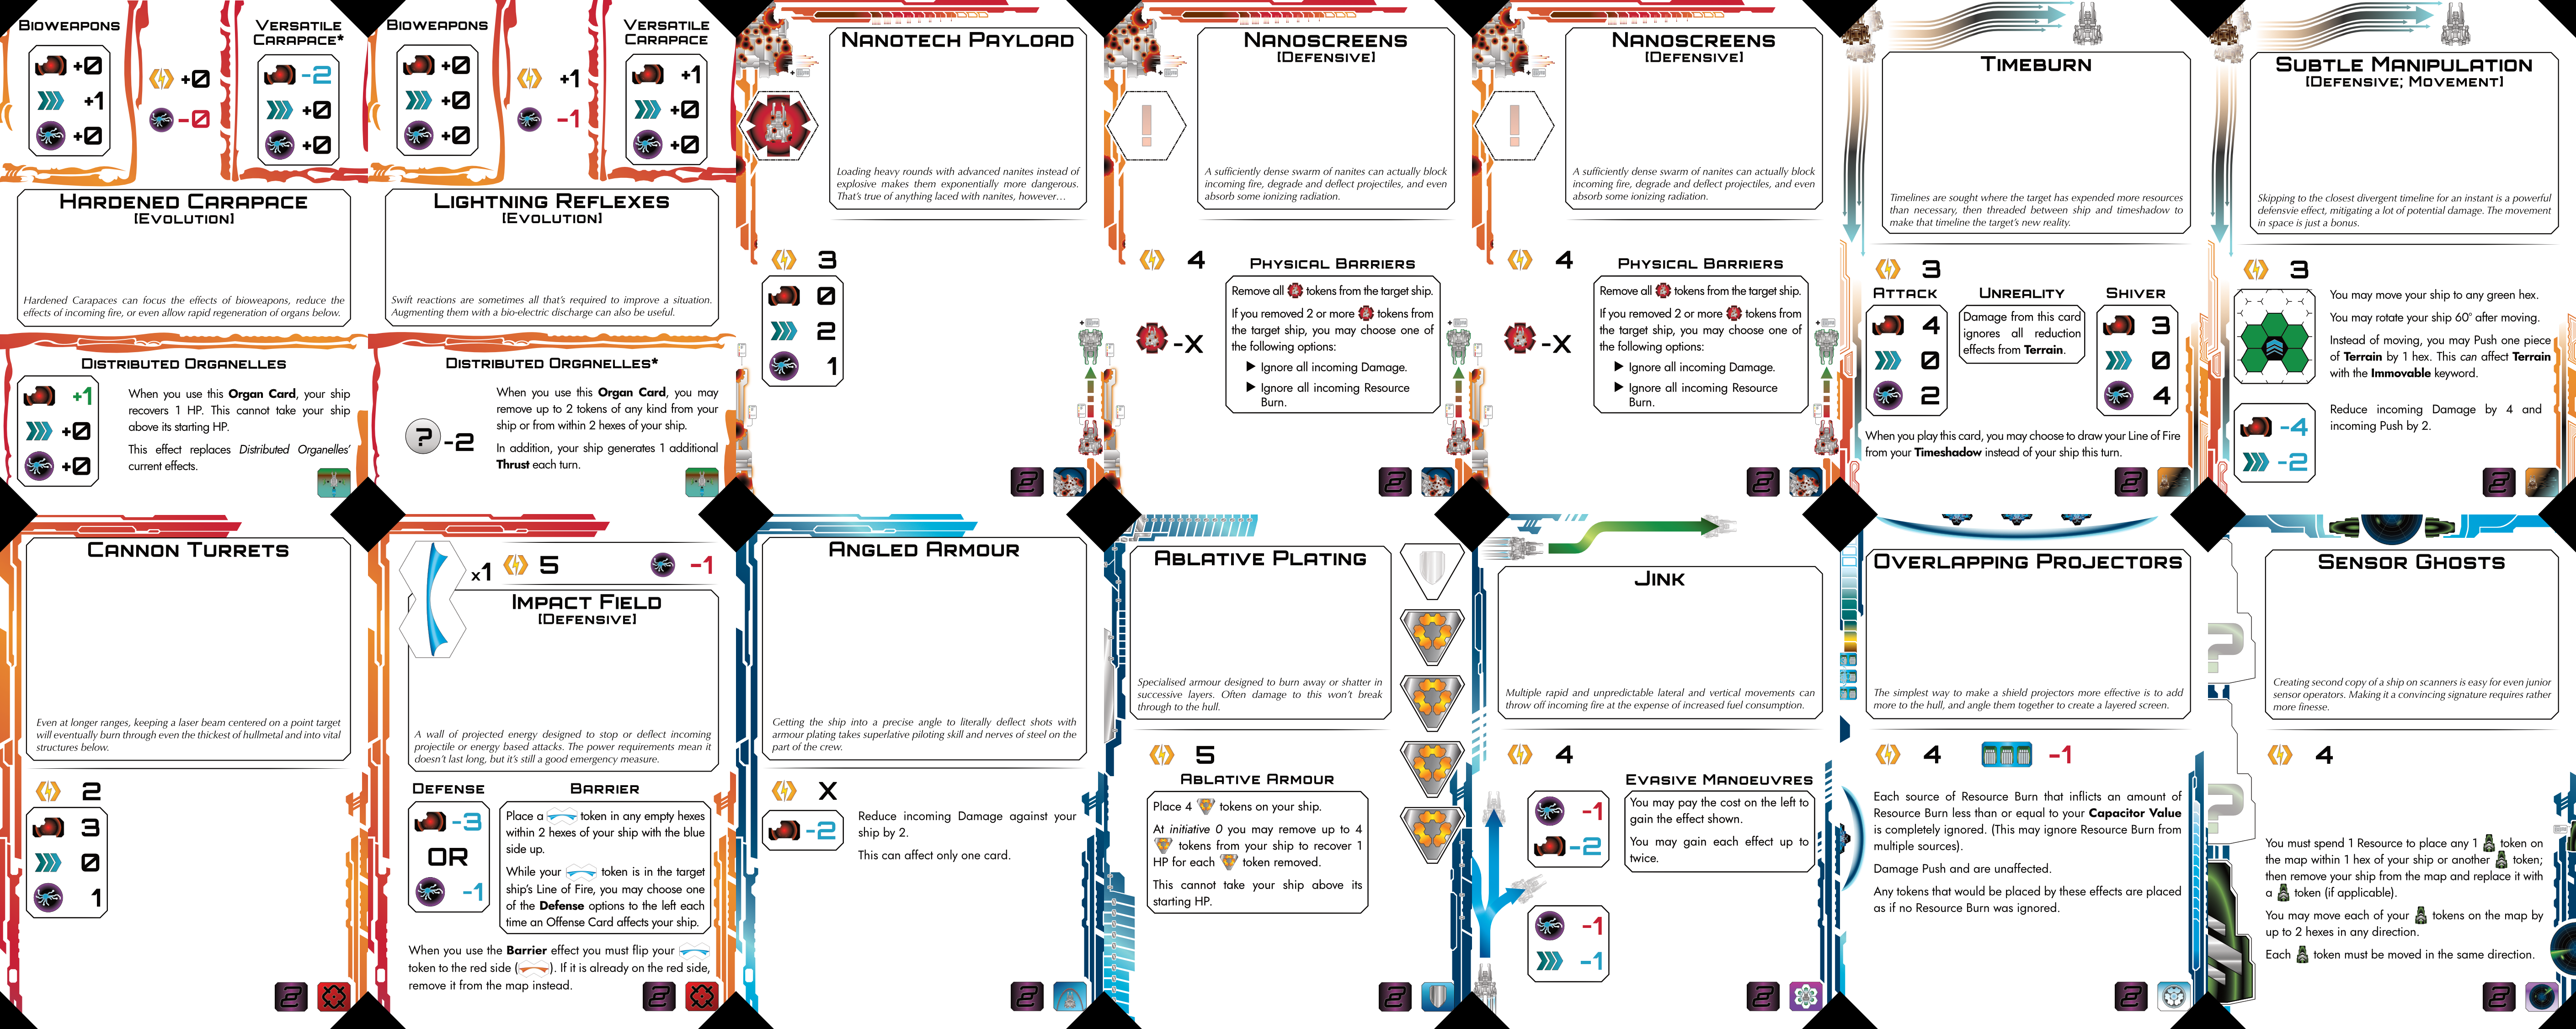 BIOWEAPONS
+0
+1
+0
+0
-0
VERSATILE
CARAPACE*
-2
+0
+0
HARDENED CARAPACE
[EVOLUTION]
Hardened Carapaces can focus the effects of bioweapons, reduce the
effects of incoming fire, or even allow rapid regeneration of organs below.
DISTRIBUTED ORGANELLES
+1
+0
+0
When you use this Organ Card, your ship
recovers 1 HP. This cannot take your ship
above its starting HP.
This effect replaces Distributed Organelles'
current effects.
BIOWEAPONS
+0
+0
+0
+1
-1
VERSATILE
CARAPACE
+1
+0
+0
LIGHTNING REFLEXES
[EVOLUTION]
Swift reactions are sometimes all that's required to improve a situation.
Augmenting them with a bio-electric discharge can also be useful.
DISTRIBUTED ORGANELLES*
?
-2
When you use this Organ Card, you may
remove up to 2 tokens of any kind from your
ship or from within 2 hexes of your ship.
In addition, your ship generates 1 additional
Thrust each turn.
NANOTECH PAYLOAD
Loading heavy rounds with advanced nanites instead of
explosive makes them exponentially more dangerous.
That's true of anything laced with nanites, however…
3
0
2
1
2
NANOSCREENS
[DEFENSIVE]
!
A sufficiently dense swarm of nanites can actually block
incoming fire, degrade and deflect projectiles, and even
absorb some ionizing radiation.
4
-X
PHYSICAL BARRIERS
Remove all tokens from the target ship.
If you removed 2 or more tokens from
the target ship, you may choose one of
the following options:
▶ Ignore all incoming Damage.
▶ Ignore all incoming Resource
Burn.
2
NANOSCREENS
[DEFENSIVE]
!
A sufficiently dense swarm of nanites can actually block
incoming fire, degrade and deflect projectiles, and even
absorb some ionizing radiation.
4
-X
PHYSICAL BARRIERS
Remove all tokens from the target ship.
If you removed 2 or more tokens from
the target ship, you may choose one of
the following options:
▶ Ignore all incoming Damage.
▶ Ignore all incoming Resource
Burn.
2
TIMEBURN
Timelines are sought where the target has expended more resources
than necessary, then threaded between ship and timeshadow to
make that timeline the target's new reality.
3
ATTACK
4
0
2
UNREALITY
Damage from this card
ignores all reduction
effects from Terrain.
SHIVER
3
0
4
When you play this card, you may choose to draw your Line of Fire
from your Timeshadow instead of your ship this turn.
2
SUBTLE MANIPULATION
[DEFENSIVE; MOVEMENT]
Skipping to the closest divergent timeline for an instant is a powerful
defensvie effect, mitigating a lot of potential damage. The movement
in space is just a bonus.
3
You may move your ship to any green hex.
You may rotate your ship 60° after moving.
Instead of moving, you may Push one piece
of Terrain by 1 hex. This can affect Terrain
with the Immovable keyword.
-4
-2
Reduce incoming Damage by 4 and
incoming Push by 2.
2
CANNON TURRETS
Even at longer ranges, keeping a laser beam centered on a point target
will eventually burn through even the thickest of hullmetal and into vital
structures below.
2
3
0
1
2
x1
5
-1
IMPACT FIELD
[DEFENSIVE]
A wall of projected energy designed to stop or deflect incoming
projectile or energy based attacks. The power requirements mean it
doesn't last long, but it's still a good emergency measure.
DEFENSE
-3
OR
-1
BARRIER
Place a token in any empty hexes
within 2 hexes of your ship with the blue
side up.
While your token is in the target
ship's Line of Fire, you may choose one
of the Defense options to the left each
time an Offense Card affects your ship.
When you use the Barrier effect you must flip your
token to the red side ( ). If it is already on the red side,
remove it from the map instead.
2
ANGLED ARMOUR
Getting the ship into a precise angle to literally deflect shots with
armour plating takes superlative piloting skill and nerves of steel on the
part of the crew.
X
-2
Reduce incoming Damage against your
ship by 2.
This can affect only one card.
2
ABLATIVE PLATING
Specialised armour designed to burn away or shatter in
successive layers. Often damage to this won't break
through to the hull.
5
ABLATIVE ARMOUR
Place 4 tokens on your ship.
At initiative 0 you may remove up to 4
tokens from your ship to recover 1
HP for each token removed.
This cannot take your ship above its
starting HP.
2
JINK
Multiple rapid and unpredictable lateral and vertical movements can
throw off incoming fire at the expense of increased fuel consumption.
4
-1
-2
-1
-1
EVASIVE MANOEUVRES
You may pay the cost on the left to
gain the effect shown.
You may gain each effect up to
twice.
2
OVERLAPPING PROJECTORS
The simplest way to make a shield projectors more effective is to add
more to the hull, and angle them together to create a layered screen.
4
-1
Each source of Resource Burn that inflicts an amount of
Resource Burn less than or equal to your Capacitor Value
is completely ignored. (This may ignore Resource Burn from
multiple sources).
Damage Push and are unaffected.
Any tokens that would be placed by these effects are placed
as if no Resource Burn was ignored.
2
SENSOR GHOSTS
?
?
Creating second copy of a ship on scanners is easy for even junior
sensor operators. Making it a convincing signature requires rather
more finesse.
4
You must spend 1 Resource to place any 1 token on
the map within 1 hex of your ship or another token;
then remove your ship from the map and replace it with
a token (if applicable).
You may move each of your tokens on the map by
up to 2 hexes in any direction.
Each token must be moved in the same direction.
2